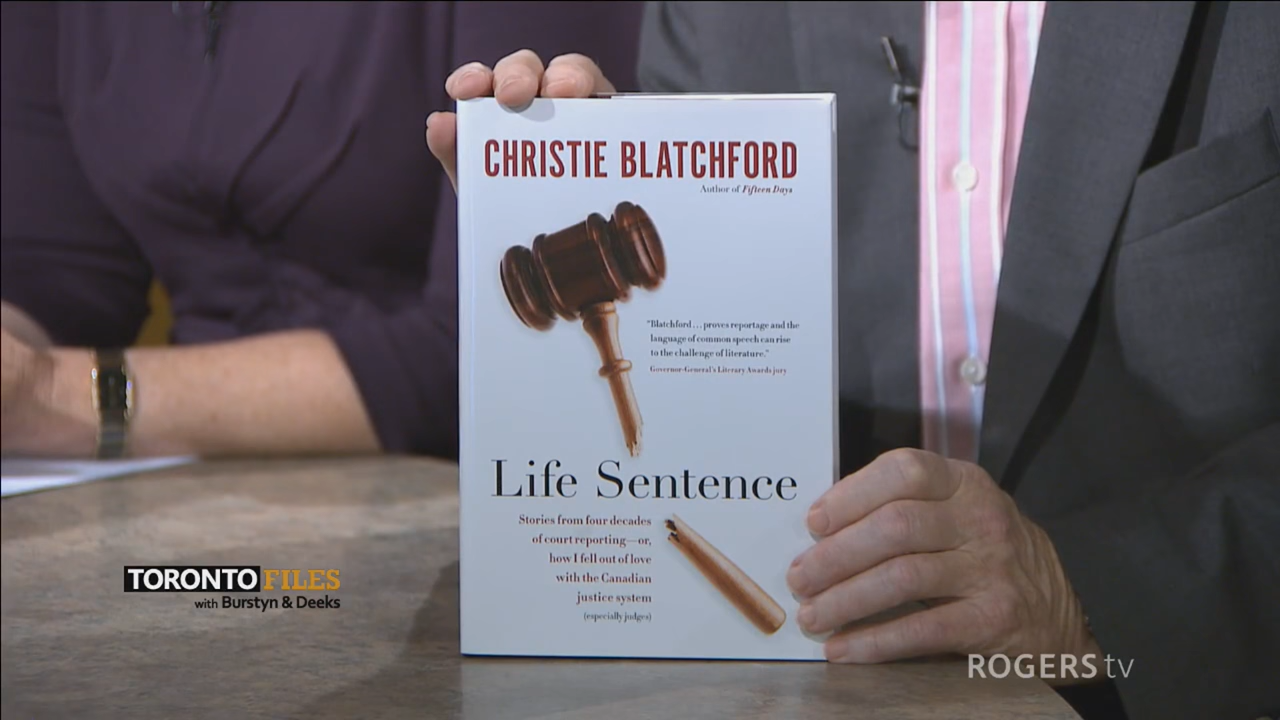 CHRISTIE BLATCHFORD
Author of Fifteen Days
"Blatchford... proves reportage and the
language of common speech can rise
to the challenge of literature."
Governor-General's Literary Awards jury
Life Sentence
Stories from four decades
of court reporting—or,
how I fell out of love
with the Canadian
justice system
(especially judges)
TORONTO FILES
with Burstyn & Deeks
ROGERS tv